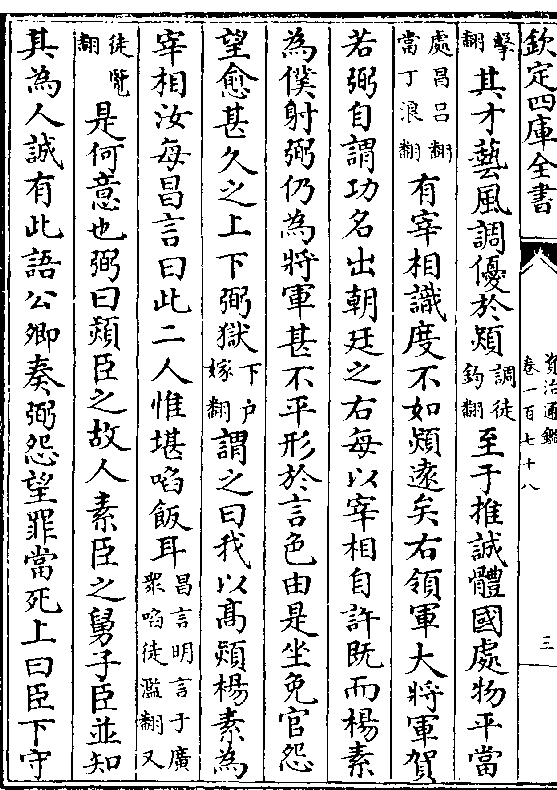 欽定四庫全書
資治通鑑
卷一百七十八
三
擊翻其才藝風調優於熲調徒鈞翻至于推誠體國處物平當
處昌呂翻當丁浪翻有宰相識度不如熲遠矣右領軍大將軍賀
若弼自謂功名出朝廷之右每以宰相自許既而楊素
為僕射弼仍為將軍甚不平形於言色由是坐免官怨
望愈甚久之上下弼獄下戶嫁翻謂之曰我以高熲楊素為
宰相汝每昌言曰此二人惟堪啗飯耳昌言明言于廣眾啗徒濫翻又
徒覽翻是何意也弼曰熲臣之故人素臣之舅子臣並知
其為人誠有此語公卿奏弼怨望罪當死上曰臣下守